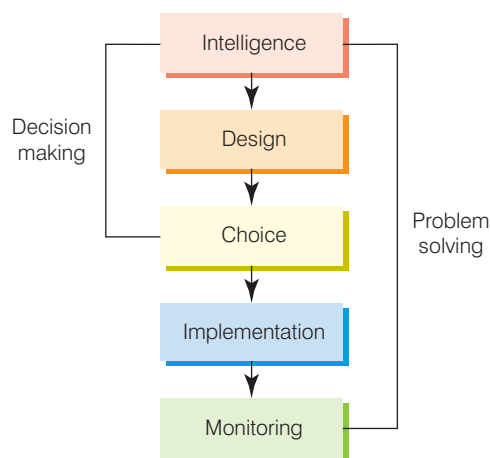 Intelligence
Decision
making
Design
Choice
Problem
solving
Implementation
Monitoring